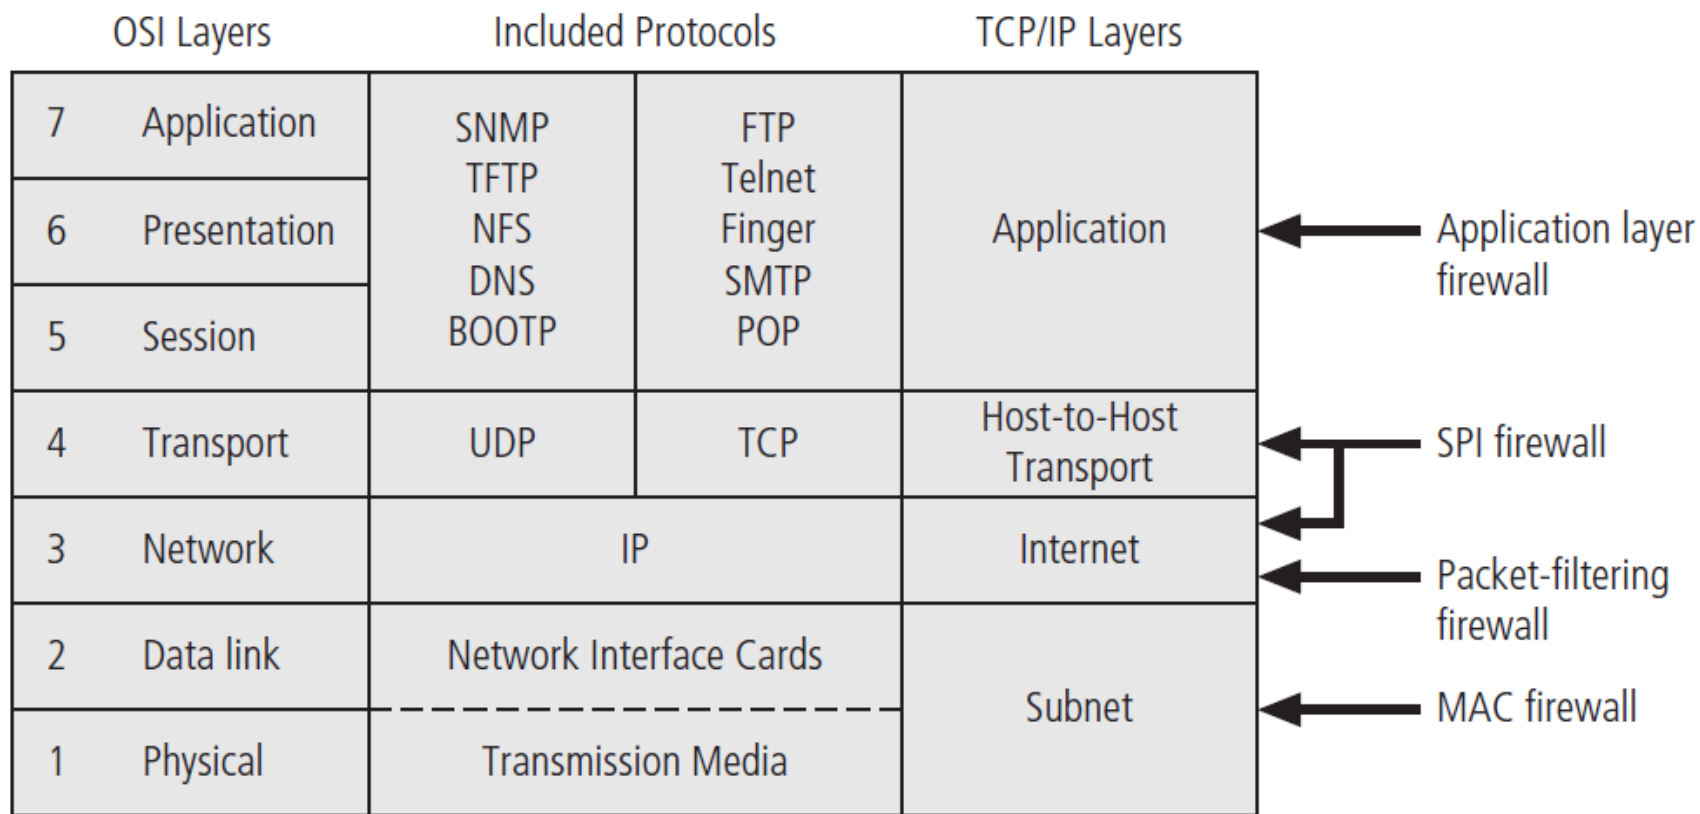 OSI Layers Included Protocols TCP/IP Layers
7 Application
6 Presentation
5 Session
SNMP
TFTP
NFS
DNS
BOOTP
FTP
Telnet
Finger
SMTP
POP
Application
Application layer
firewall
4 Transport UDP TCP
Host-to-Host
Transport
SPI firewall
3 Network IP Internet
Packet-filtering
firewall
2 Data link Network Interface Cards
1 Physical Transmission Media
Subnet
MAC firewall